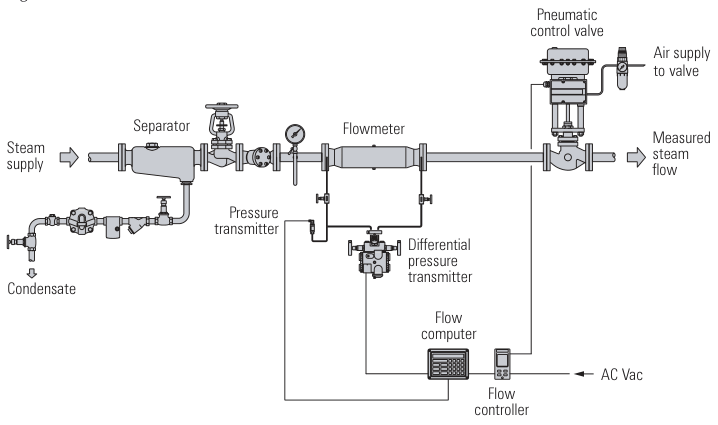 Pneumatic
control valve
Air supply
to valve
Separator
Flowmeter
Steam
supply
Measured
steam
flow
Pressure
transmitter
Differential
pressure
transmitter
Condensate
Flow
computer
AC Vac
Flow
controller